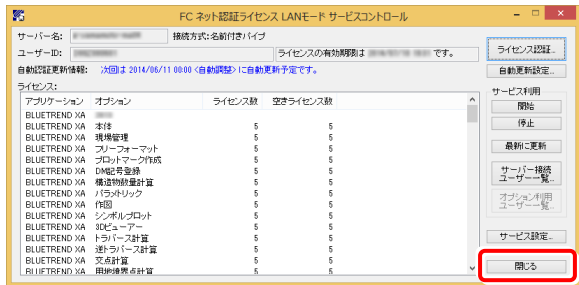 FC ネット認証ライセンス LANモード サービスコントロール
サーバー名:
接続方式:名前付きパイプ
ユーザーID:
ライセンスの有効期限は
です。
ライセンス認証...
自動認証更新情報: 次回は 2014/06/11 00:00 <自動調整> に自動更新予定です。
自動更新設定...
ライセンス:
サービス利用
アプリケーション オプション ライセンス数 空きライセンス数
開始
BLUETREND XA
BLUETREND XA 本体 5 5
停止
BLUETREND XA 現場管理 5 5
BLUETREND XA フリーフォーマット 5 5
最新に更新
BLUETREND XA プロットマーク作成 5 5
BLUETREND XA DM記号登録 5 5
サーバー接続
ユーザー一覧...
BLUETREND XA 構造物数量計算 5 5
BLUETREND XA パラメトリック 5 5
オプション利用
ユーザー一覧...
BLUETREND XA 作図 5 5
BLUETREND XA シンボルプロット 5 5
BLUETREND XA 3Dビューアー 5 5
サービス設定...
BLUETREND XA トラバース計算 5 5
BLUETREND XA 逆トラバース計算 5 5
BLUETREND XA 交点計算 5 5
閉じる
BLUETREND XA 用地境界点計算 5 5